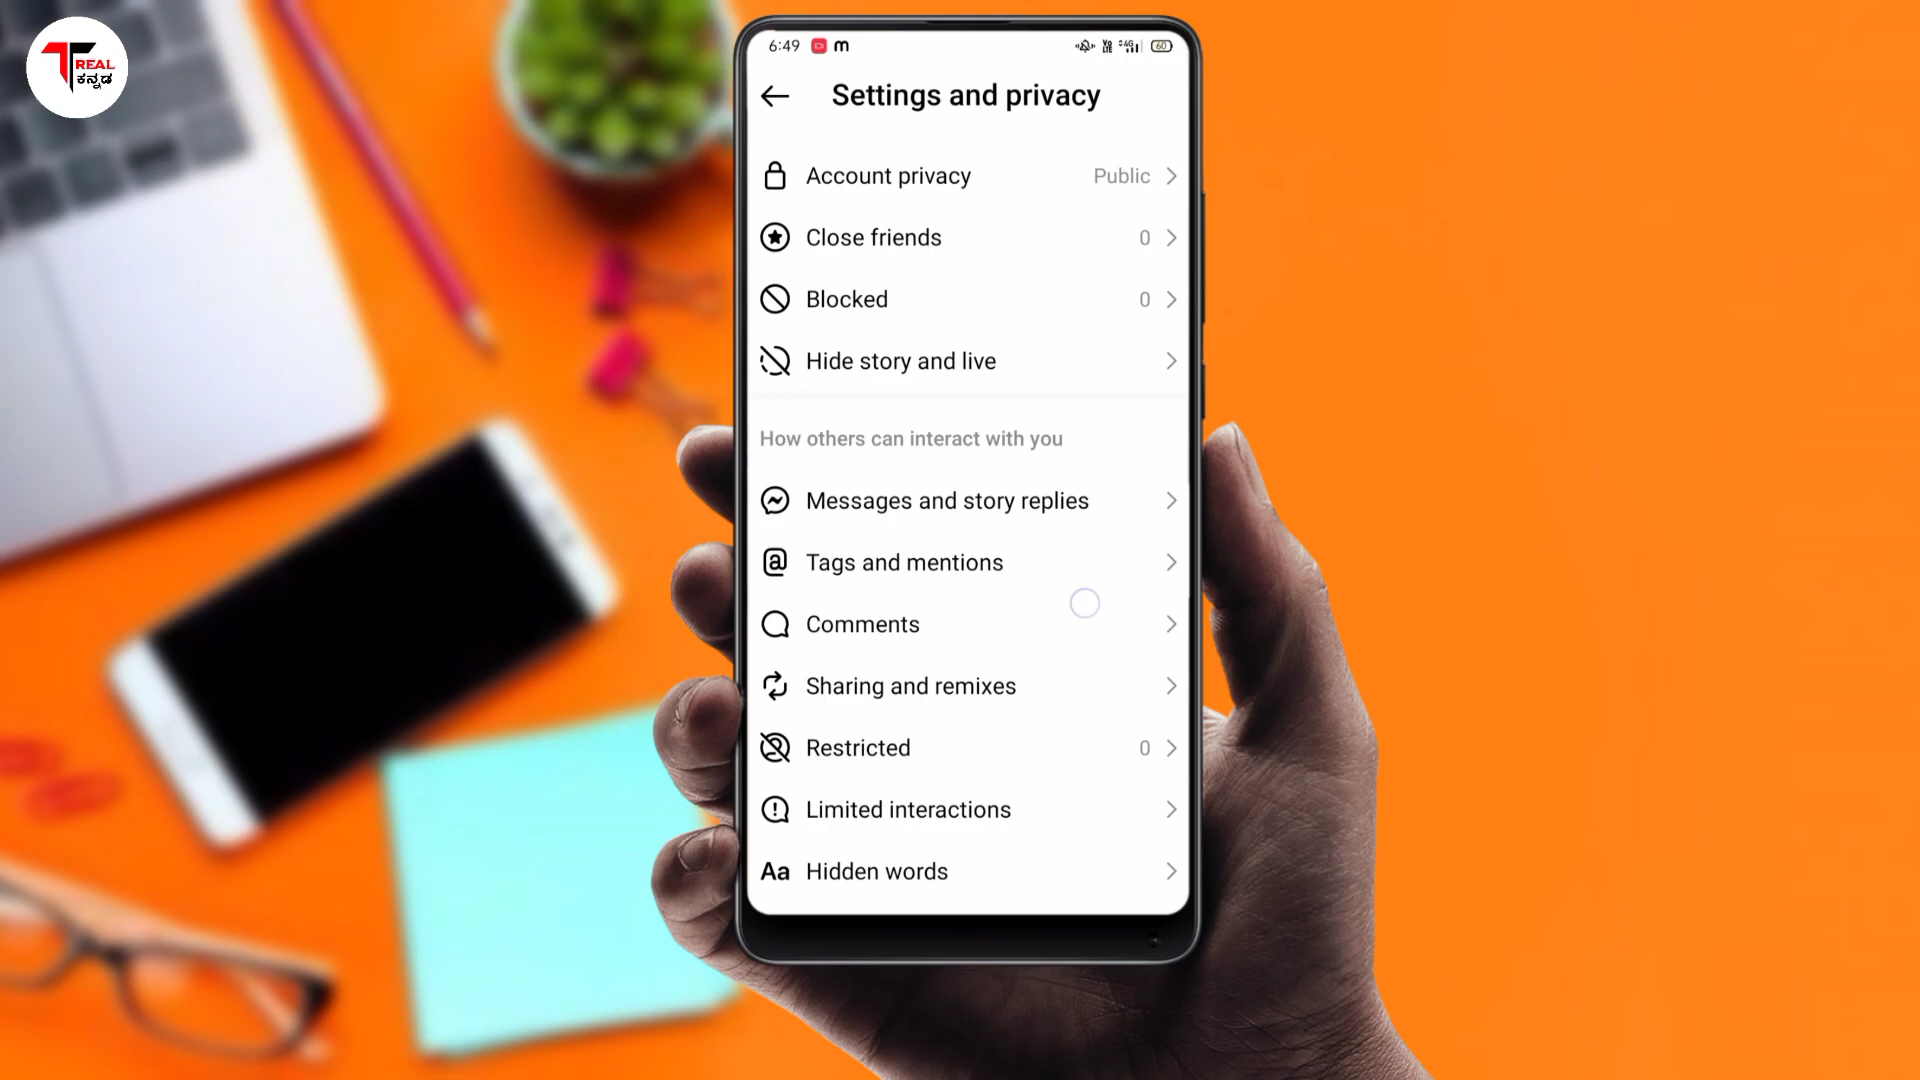 REAL
ಕನ್ನಡ
6:49
60
Settings and privacy
Account privacy Public
Close friends 0
Blocked 0
Hide story and live
How others can interact with you
Messages and story replies
Tags and mentions
Comments
Sharing and remixes
Restricted 0
Limited interactions
Aa Hidden words